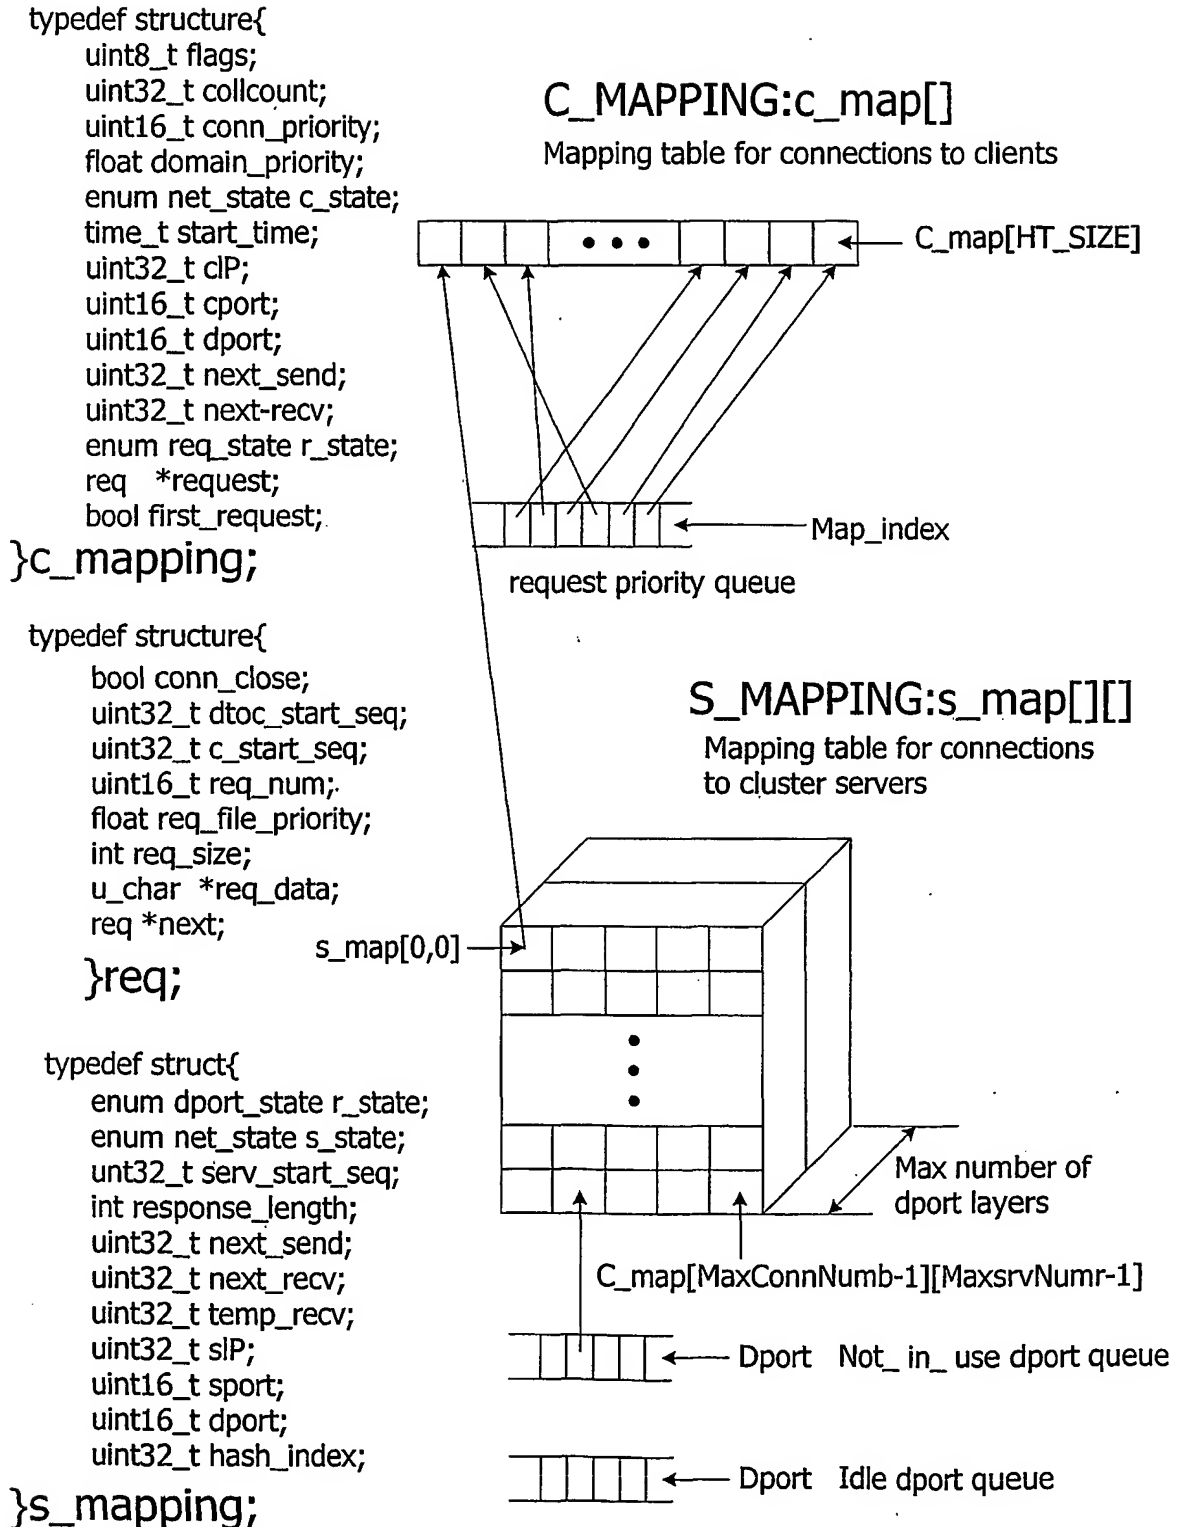 typedef structure{
uint8_t flags;
uint32_t collcount;
uint16_t conn_priority;
float domain_priority;
enum net_state c_state;
time_t start_time;
uint32_t cIP;
uint16_t cport;
uint16_t dport;
uint32_t next_send;
uint32_t next-recv;
enum req_state r_state;
req *request;
bool first_request;
}c_mapping;
C_MAPPING:c_map[]
Mapping table for connections to clients
C_map[HT_SIZE]
Map_index
request priority queue
typedef structure{
bool conn_close;
uint32_t dtoc_start_seq;
uint32_t c_start_seq;
uint16_t req_num;
float req_file_priority;
int req_size;
u_char *req_data;
req *next;
}req;
S_MAPPING:s_map[][]
Mapping table for connections
to cluster servers
s_map[0,0]
Max number of
dport layers
C_map[MaxConnNumb-1][MaxsrvNumr-1]
typedef struct{
enum dport_state r_state;
enum net_state s_state;
unt32_t serv_start_seq;
int response_length;
uint32_t next_send;
uint32_t next_recv;
uint32_t temp_recv;
uint32_t sIP;
uint16_t sport;
uint16_t dport;
uint32_t hash_index;
}s_mapping;
Dport Not_ in_ use dport queue
Dport Idle dport queue